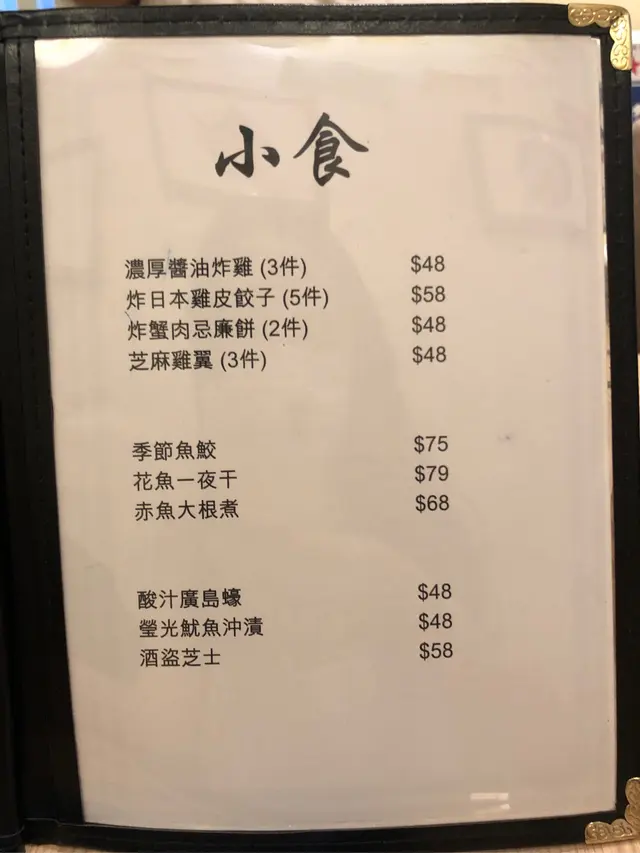 小食
濃厚醬油炸雞 (3件) $48
炸日本雞皮餃子 (5件) $58
炸蟹肉忌廉餅 (2件) $48
芝麻雞翼 (3件) $48
季節魚鮫 $75
花魚一夜干 $79
赤魚大根煮 $68
酸汁廣島蠔 $48
瑩光魷魚沖漬 $48
酒盜芝士 $58